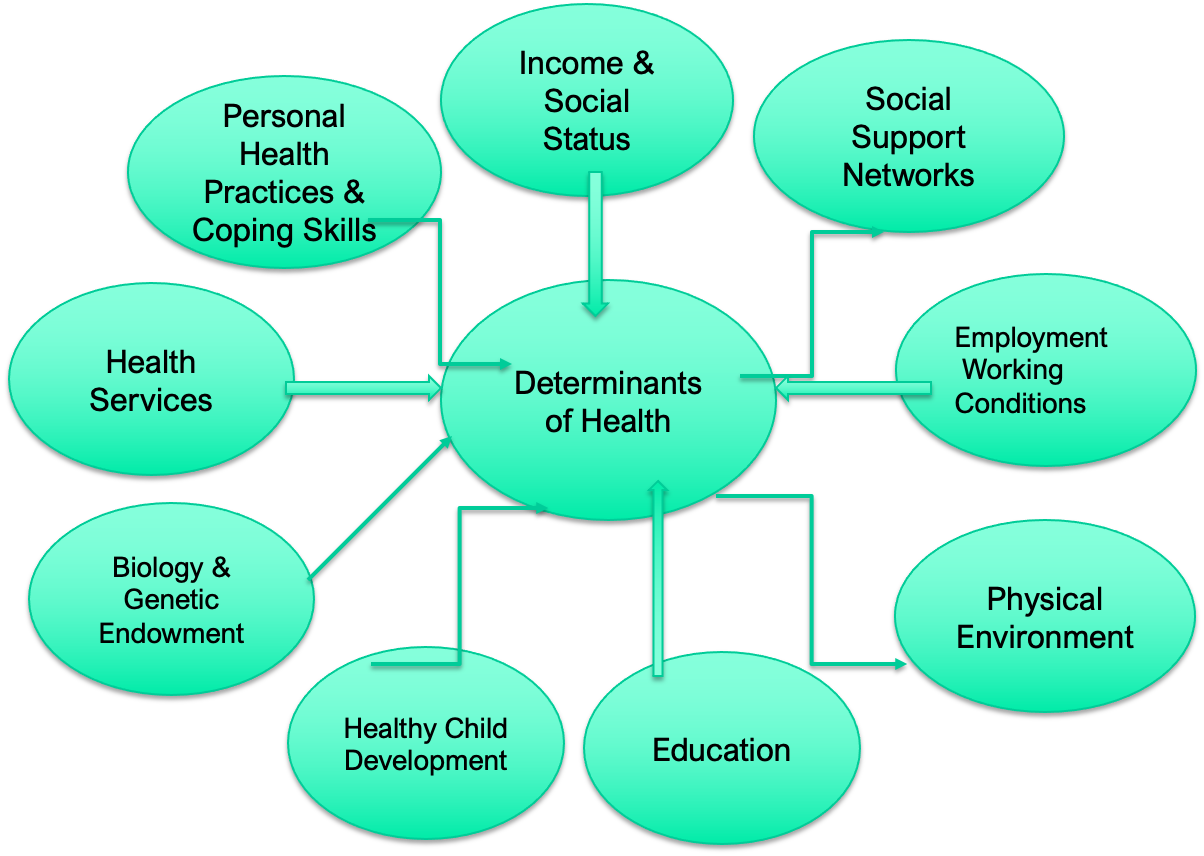 Income &
Social
Status
Social
Support
Networks
Personal
Health
Practices &
Coping Skills
Employment
Working
Conditions
Health
Services
Determinants
of Health
Biology &
Genetic
Endowment
Physical
Environment
Healthy Child
Development
Education